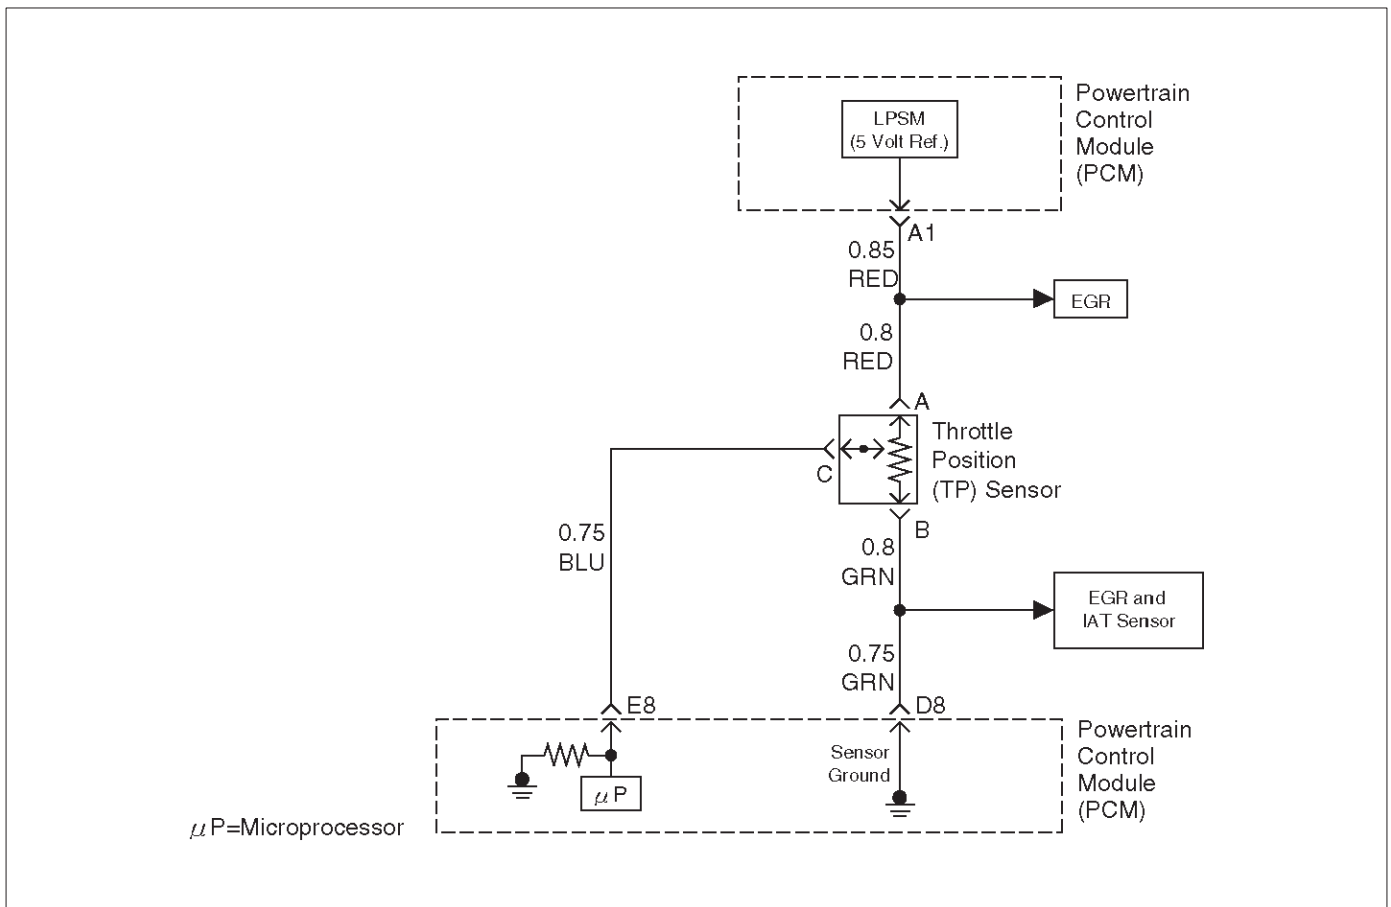 LPSM
(5 Volt Ref.)
Powertrain
Control
Module
(PCM)
A1
0.85
RED
EGR
0.8
RED
A
Throttle
Position
(TP) Sensor
C
B
0.75
BLU
0.8
GRN
EGR and
IAT Sensor
0.75
GRN
E8
D8
Powertrain
Control
Module
(PCM)
Sensor
Ground
μP
μP=Microprocessor